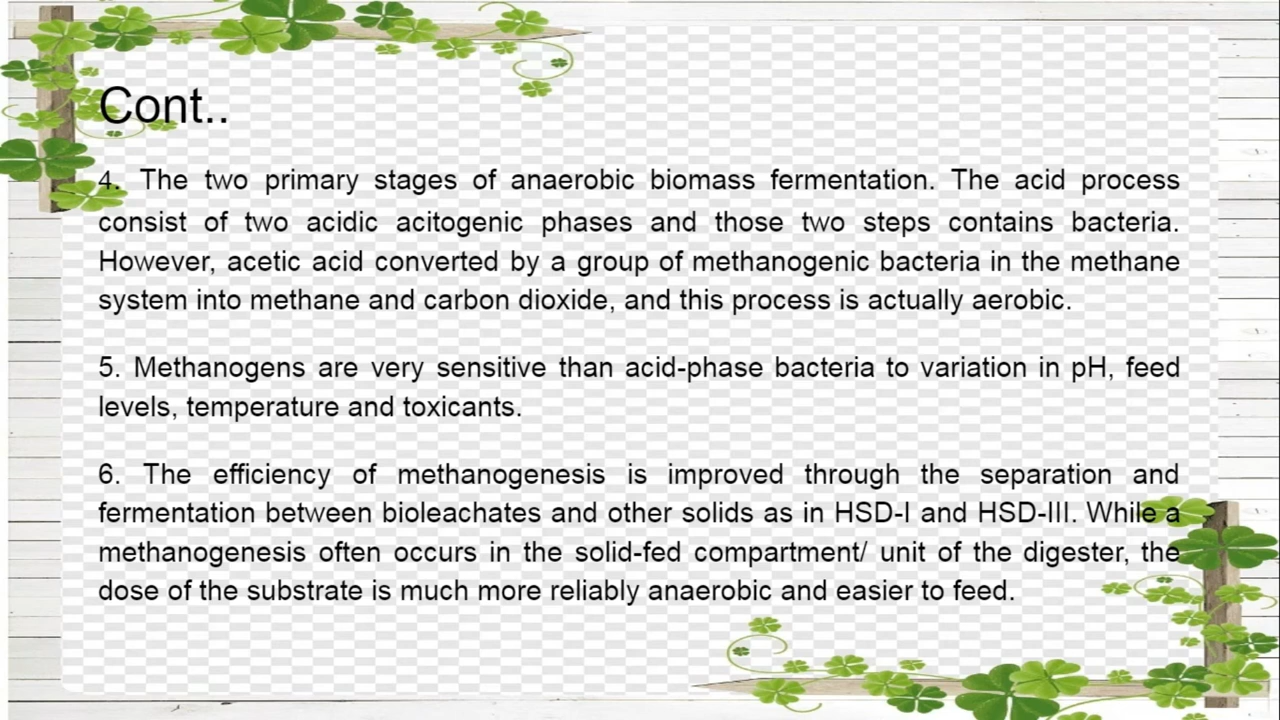 Cont..
4. The two primary stages of anaerobic biomass fermentation. The acid process
consist of two acidic acitogenic phases and those two steps contains bacteria.
However, acetic acid converted by a group of methanogenic bacteria in the methane
system into methane and carbon dioxide, and this process is actually aerobic.
5. Methanogens are very sensitive than acid-phase bacteria to variation in pH, feed
levels, temperature and toxicants.
6. The efficiency of methanogenesis is improved through the separation and
fermentation between bioleachates and other solids as in HSD-I and HSD-III. While a
methanogenesis often occurs in the solid-fed compartment/ unit of the digester, the
dose of the substrate is much more reliably anaerobic and easier to feed.